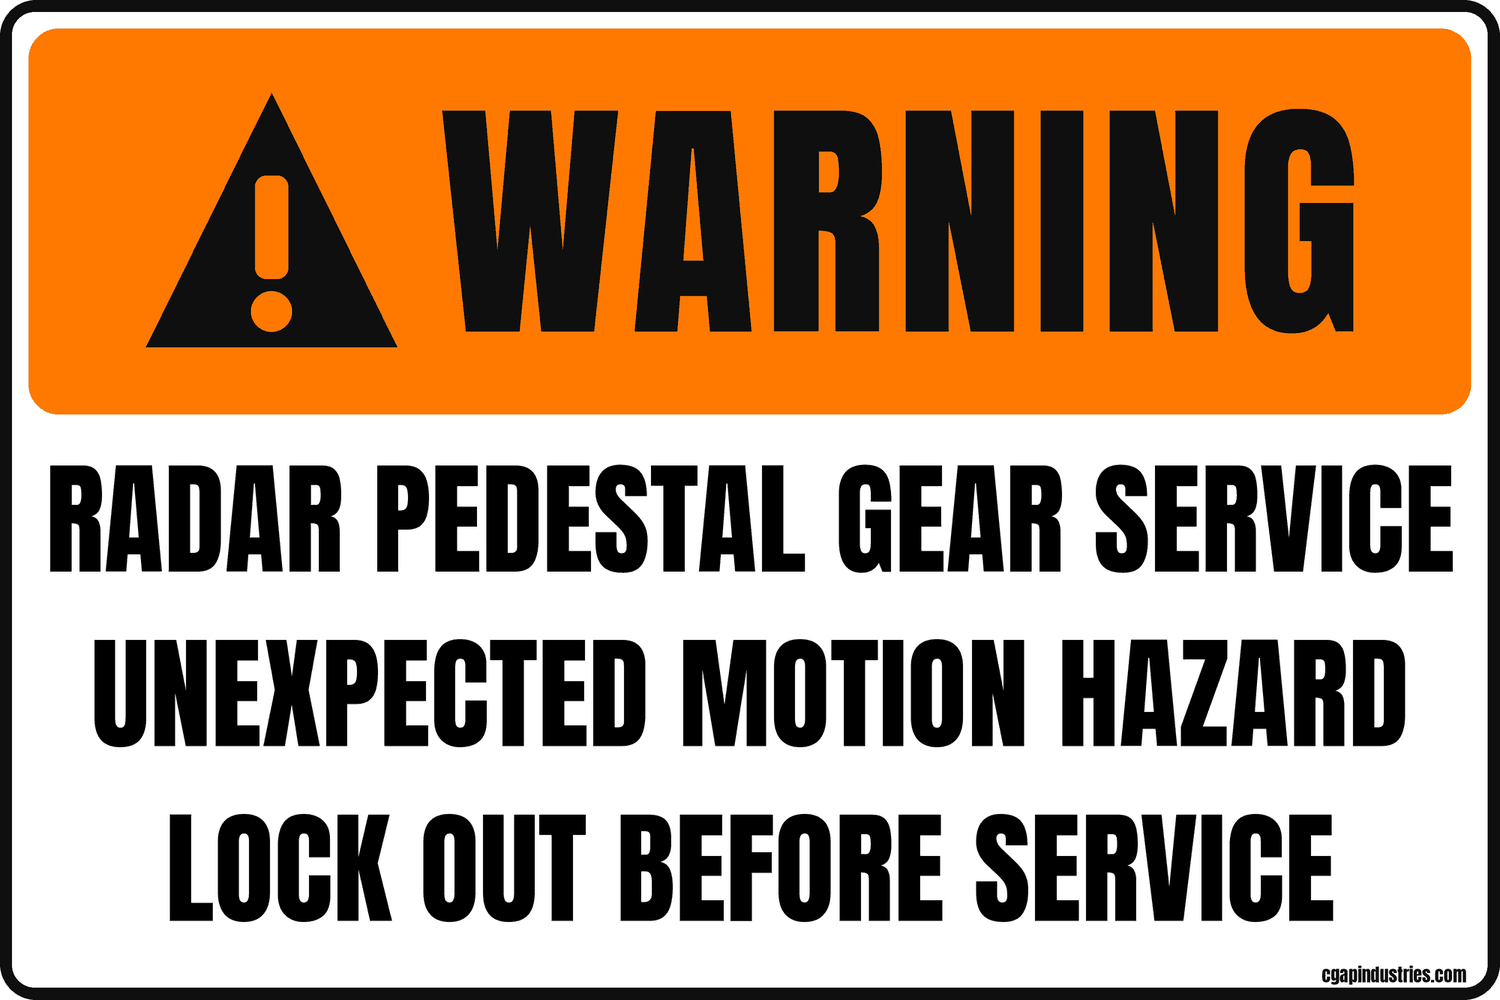 WARNING
RADAR PEDESTAL GEAR SERVICE
UNEXPECTED MOTION HAZARD
LOCK OUT BEFORE SERVICE
cgapindustries.com